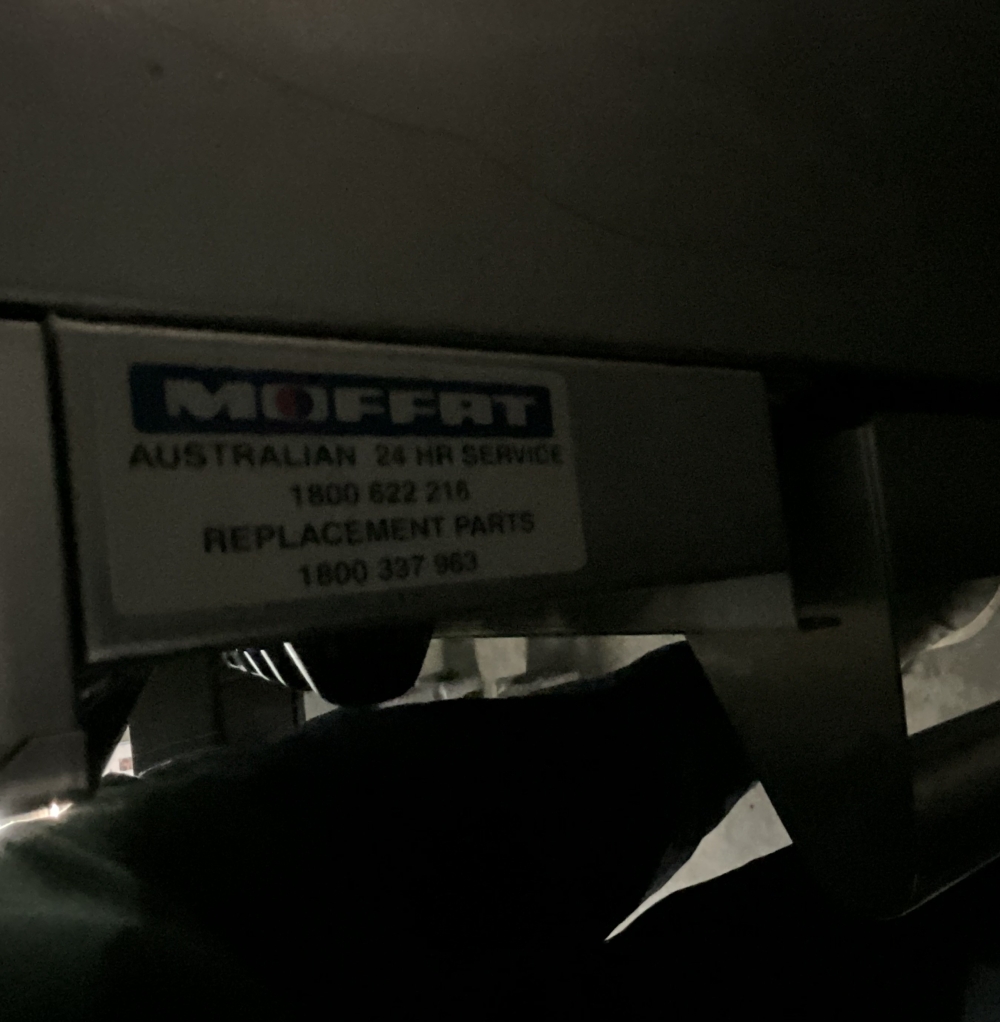 MOFFAT
AUSTRALIAN 24 HR SERVICE
1800 622 216
REPLACEMENT PARTS
1800 337 963